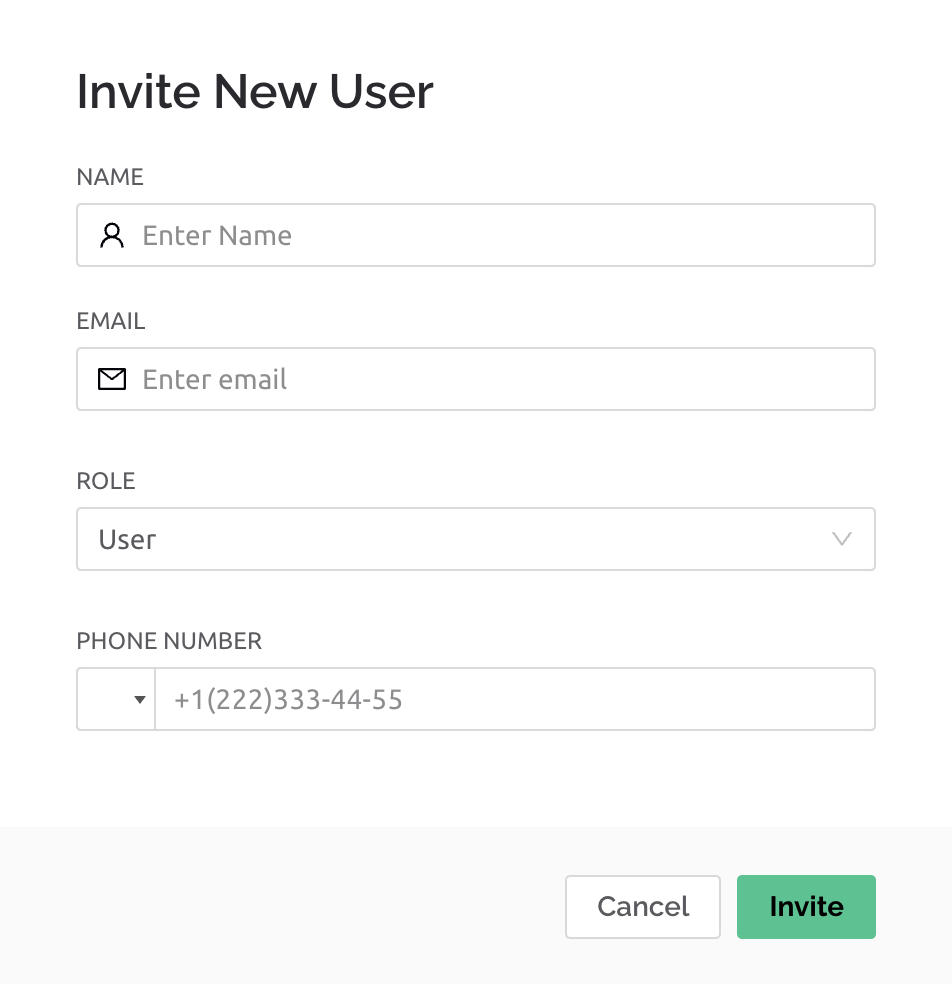 Invite New User
NAME
Enter Name
EMAIL
Enter email
ROLE
User
PHONE NUMBER
+1(222)333-44-55
Cancel
Invite